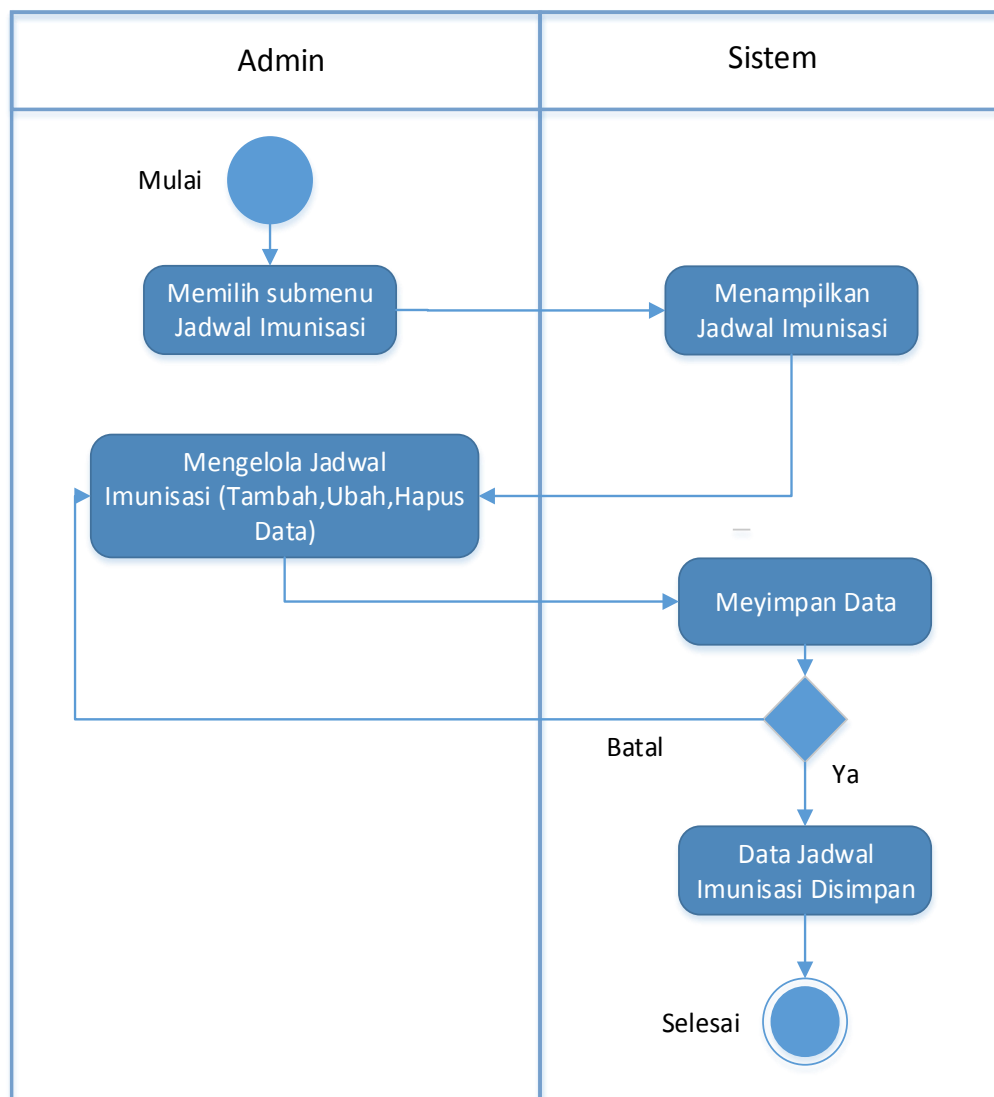 Admin
Sistem
Mulai
Memilih submenu
Jadwal Imunisasi
Menampilkan
Jadwal Imunisasi
Mengelola Jadwal
Imunisasi (Tambah,Ubah,Hapus
Data)
Meyimpan Data
Batal
Ya
Data Jadwal
Imunisasi Disimpan
Selesai